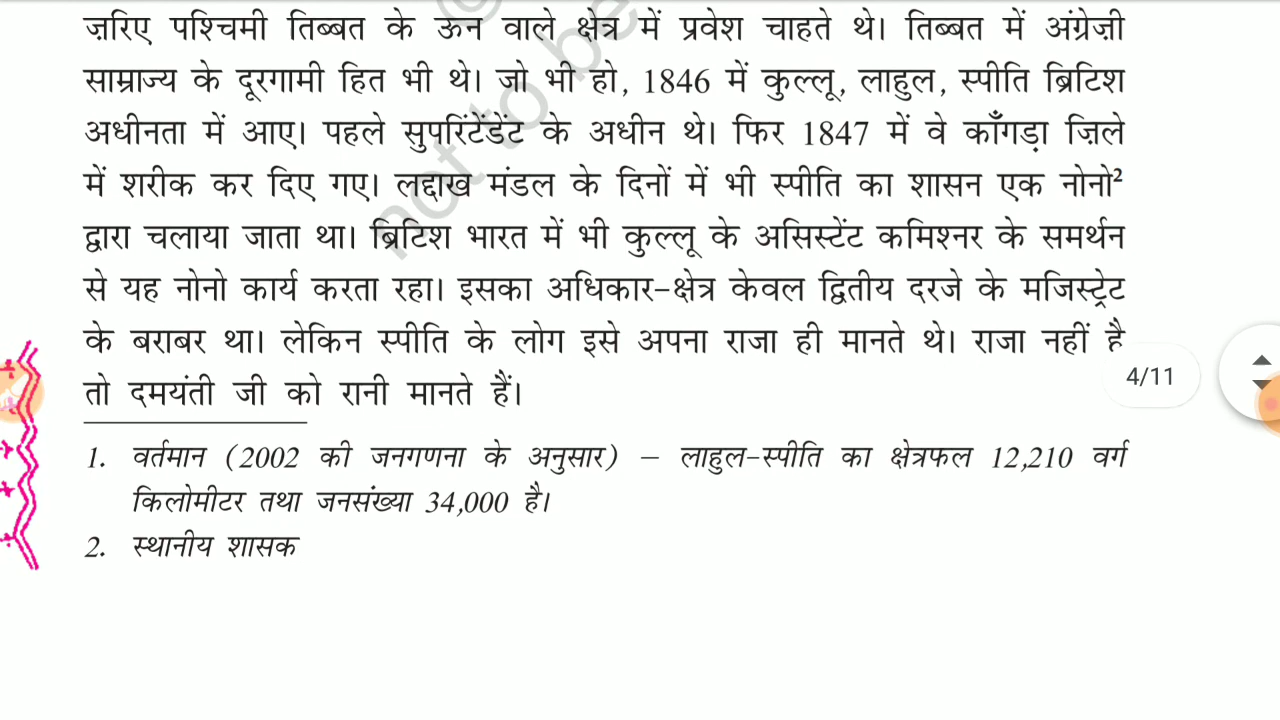 ज़रिए पश्चिमी तिब्बत के ऊन वाले क्षेत्र में प्रवेश चाहते थे। तिब्बत में अंग्रेज़ी
साम्राज्य के दूरगामी हित भी थे। जो भी हो, 1846 में कुल्लू, लाहुल, स्पीति ब्रिटिश
अधीनता में आए। पहले सुपरिंटेंडेंट के अधीन थे। फिर 1847 में वे काँगड़ा ज़िले
में शरीक कर दिए गए। लद्दाख मंडल के दिनों में भी स्पीति का शासन एक नोनो²
द्वारा चलाया जाता था। ब्रिटिश भारत में भी कुल्लू के असिस्टेंट कमिश्नर के समर्थन
से यह नोनो कार्य करता रहा। इसका अधिकार-क्षेत्र केवल द्वितीय दरजे के मजिस्ट्रेट
के बराबर था। लेकिन स्पीति के लोग इसे अपना राजा ही मानते थे। राजा नहीं है
तो दमयंती जी को रानी मानते हैं।
4/11
1. वर्तमान (2002 की जनगणना के अनुसार) – लाहुल-स्पीति का क्षेत्रफल 12,210 वर्ग
किलोमीटर तथा जनसंख्या 34,000 है।
2. स्थानीय शासक
not to be